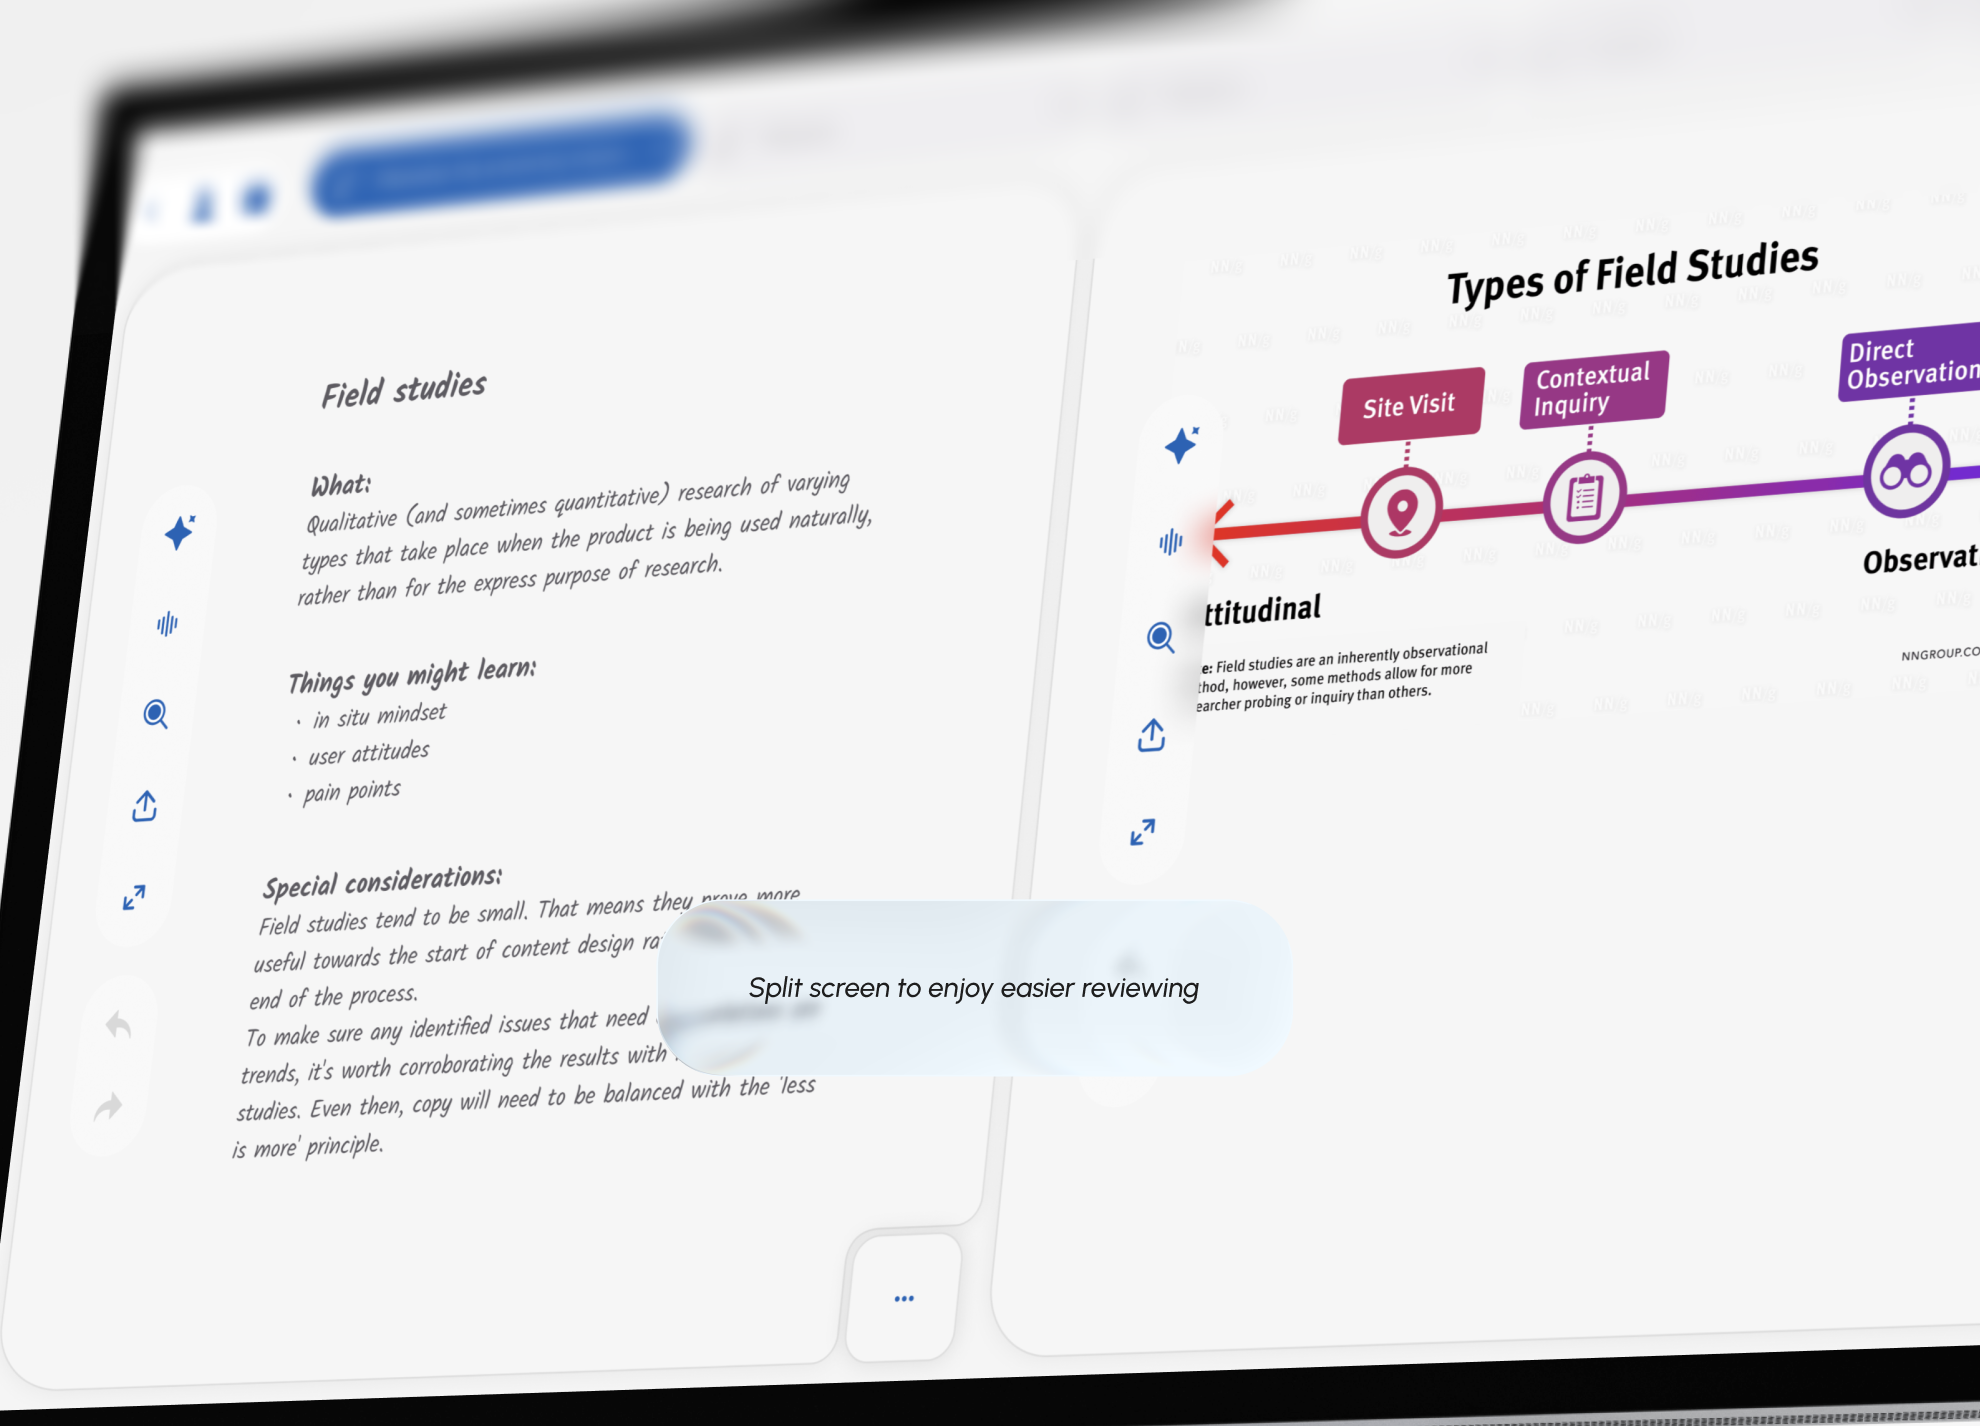 Field studies
What:
Qualitative (and sometimes quantitative) research of varying
types that take place when the product is being used naturally,
rather than for the express purpose of research.
Things you might learn:
· in situ mindset
· user attitudes
· pain points
Special considerations:
Field studies tend to be small. That means they prove more
useful towards the start of content design
end of the process.
To make sure any identified issues that need
trends, it's worth corroborating the results with
studies. Even then, copy will need to be balanced with the 'less
is more' principle.
Split screen to enjoy easier reviewing
Types of Field Studies
Site Visit
Contextual
Inquiry
Direct
Observation
ttitudinal
Observat
e: Field studies are an inherently observational
thod, however, some methods allow for more
earcher probing or inquiry than others.
NNGROUP.CO